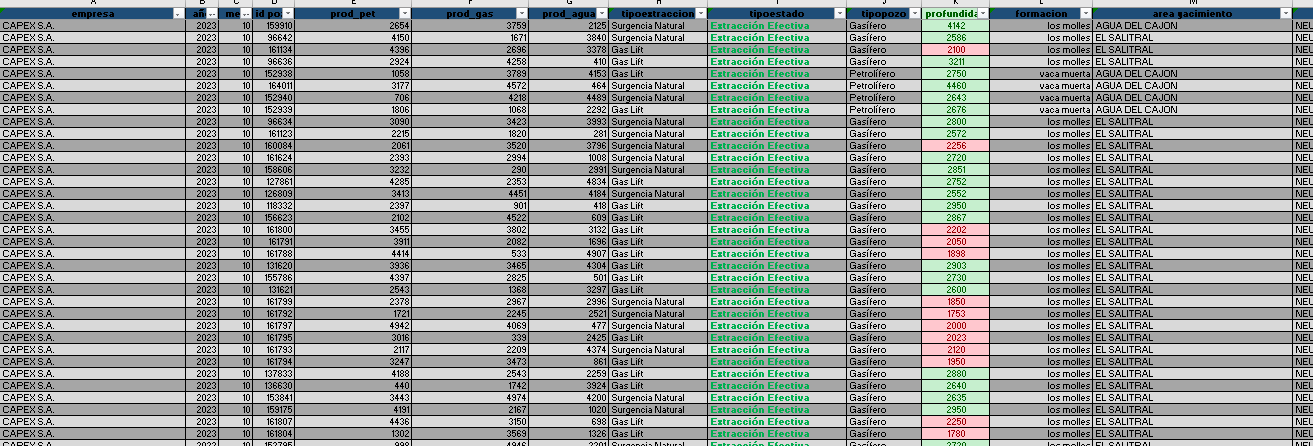 A B C D E F G H I J K L M
empresa añ me id po prod_pet prod_gas prod_agua tipoextraccion tipoestado tipopozo profundida formacion area yacimiento
CAPEX S.A. 2023 10 159910 2654 3759 2125 Surgencia Natural Extracción Efectiva Gasífero 4142 los molles AGUA DEL CAJON NEU
CAPEX S.A. 2023 10 96642 4150 1671 3840 Surgencia Natural Extracción Efectiva Gasífero 2586 los molles EL SALITRAL NEU
CAPEX S.A. 2023 10 161134 4396 2696 3378 Gas Lift Extracción Efectiva Gasífero 2100 los molles EL SALITRAL NEU
CAPEX S.A. 2023 10 96636 2924 4258 410 Gas Lift Extracción Efectiva Gasífero 3211 los molles EL SALITRAL NEU
CAPEX S.A. 2023 10 152938 1058 3789 4153 Gas Lift Extracción Efectiva Petrolífero 2750 vaca muerta AGUA DEL CAJON NEU
CAPEX S.A. 2023 10 164011 3177 4572 464 Surgencia Natural Extracción Efectiva Petrolífero 4460 vaca muerta AGUA DEL CAJON NEU
CAPEX S.A. 2023 10 152940 706 4218 4489 Surgencia Natural Extracción Efectiva Petrolífero 2643 vaca muerta AGUA DEL CAJON NEU
CAPEX S.A. 2023 10 152939 1806 1068 2292 Gas Lift Extracción Efectiva Petrolífero 2676 vaca muerta AGUA DEL CAJON NEU
CAPEX S.A. 2023 10 96634 3090 3423 3993 Surgencia Natural Extracción Efectiva Gasífero 2800 los molles EL SALITRAL NEU
CAPEX S.A. 2023 10 161123 2215 1820 281 Surgencia Natural Extracción Efectiva Gasífero 2572 los molles EL SALITRAL NEU
CAPEX S.A. 2023 10 160084 2061 3520 3796 Surgencia Natural Extracción Efectiva Gasífero 2256 los molles EL SALITRAL NEU
CAPEX S.A. 2023 10 161624 2393 2994 1008 Surgencia Natural Extracción Efectiva Gasífero 2720 los molles EL SALITRAL NEU
CAPEX S.A. 2023 10 158606 3232 290 2991 Surgencia Natural Extracción Efectiva Gasífero 2851 los molles EL SALITRAL NEU
CAPEX S.A. 2023 10 127861 4285 2353 4834 Gas Lift Extracción Efectiva Gasífero 2752 los molles EL SALITRAL NEU
CAPEX S.A. 2023 10 126809 3413 4451 4184 Surgencia Natural Extracción Efectiva Gasífero 2552 los molles EL SALITRAL NEU
CAPEX S.A. 2023 10 118332 2397 901 418 Gas Lift Extracción Efectiva Gasífero 2950 los molles EL SALITRAL NEU
CAPEX S.A. 2023 10 156623 2102 4522 609 Gas Lift Extracción Efectiva Gasífero 2867 los molles EL SALITRAL NEU
CAPEX S.A. 2023 10 161800 3455 3802 3132 Gas Lift Extracción Efectiva Gasífero 2202 los molles EL SALITRAL NEU
CAPEX S.A. 2023 10 161791 3911 2082 1696 Gas Lift Extracción Efectiva Gasífero 2050 los molles EL SALITRAL NEU
CAPEX S.A. 2023 10 161788 4414 533 4907 Gas Lift Extracción Efectiva Gasífero 1898 los molles EL SALITRAL NEU
CAPEX S.A. 2023 10 131620 3936 3465 4304 Gas Lift Extracción Efectiva Gasífero 2903 los molles EL SALITRAL NEU
CAPEX S.A. 2023 10 155786 4397 2825 501 Gas Lift Extracción Efectiva Gasífero 2730 los molles EL SALITRAL NEU
CAPEX S.A. 2023 10 131621 2543 1368 3297 Gas Lift Extracción Efectiva Gasífero 2600 los molles EL SALITRAL NEU
CAPEX S.A. 2023 10 161799 2378 2967 2996 Surgencia Natural Extracción Efectiva Gasífero 1850 los molles EL SALITRAL NEU
CAPEX S.A. 2023 10 161792 1721 2245 2521 Surgencia Natural Extracción Efectiva Gasífero 1753 los molles EL SALITRAL NEU
CAPEX S.A. 2023 10 161797 4942 4069 477 Surgencia Natural Extracción Efectiva Gasífero 2000 los molles EL SALITRAL NEU
CAPEX S.A. 2023 10 161795 3016 339 2425 Gas Lift Extracción Efectiva Gasífero 2023 los molles EL SALITRAL NEU
CAPEX S.A. 2023 10 161793 2117 2209 4374 Surgencia Natural Extracción Efectiva Gasífero 2120 los molles EL SALITRAL NEU
CAPEX S.A. 2023 10 161794 3247 3473 861 Gas Lift Extracción Efectiva Gasífero 1950 los molles EL SALITRAL NEU
CAPEX S.A. 2023 10 137833 4188 2543 2259 Gas Lift Extracción Efectiva Gasífero 2880 los molles EL SALITRAL NEU
CAPEX S.A. 2023 10 136630 440 1742 3924 Gas Lift Extracción Efectiva Gasífero 2640 los molles EL SALITRAL NEU
CAPEX S.A. 2023 10 153841 3443 4974 4200 Surgencia Natural Extracción Efectiva Gasífero 2635 los molles EL SALITRAL NEU
CAPEX S.A. 2023 10 159175 4191 2167 1020 Surgencia Natural Extracción Efectiva Gasífero 2950 los molles EL SALITRAL NEU
CAPEX S.A. 2023 10 161807 4436 3150 698 Gas Lift Extracción Efectiva Gasífero 2250 los molles EL SALITRAL NEU
CAPEX S.A. 2023 10 161804 1302 3569 1326 Gas Lift Extracción Efectiva Gasífero 1780 los molles EL SALITRAL NEU